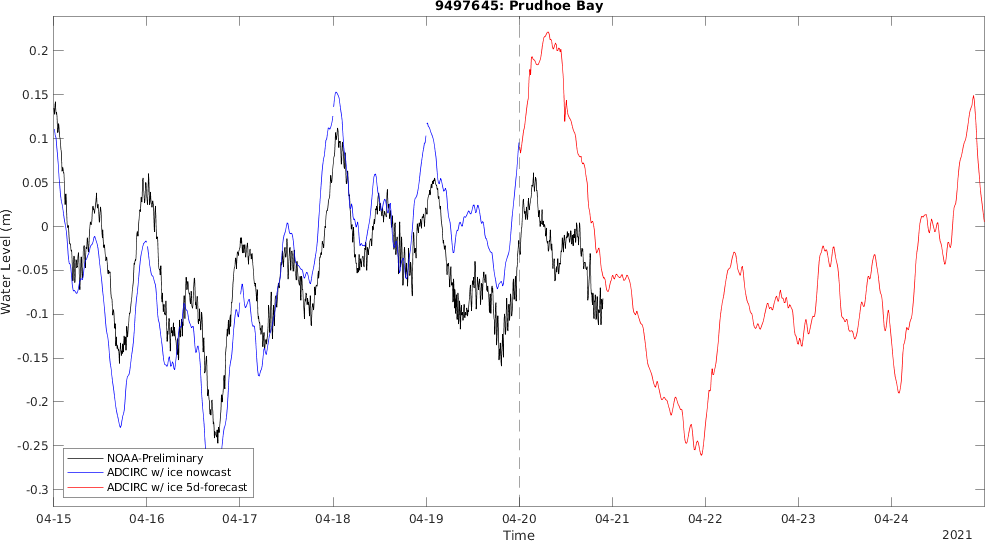 9497645: Prudhoe Bay
0.2
0.15
0.1
0.05
0
-0.05
-0.1
-0.15
-0.2
-0.25
-0.3
Water Level (m)
NOAA-Preliminary
ADCIRC w/ ice nowcast
ADCIRC w/ ice 5d-forecast
04-15 04-16 04-17 04-18 04-19 04-20 04-21 04-22 04-23 04-24
Time
2021